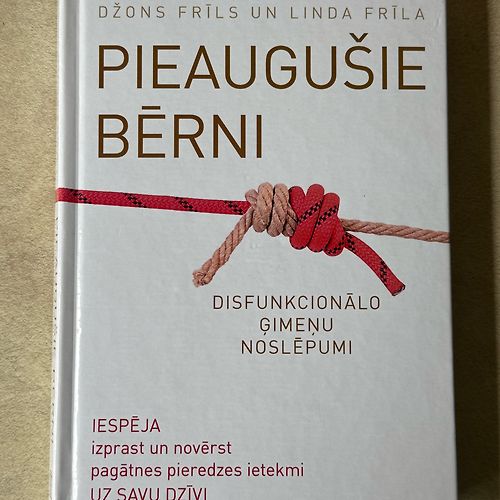 DŽONS FRĪLS UN LINDA FRĪLA
PIEAUGUŠIE
BĒRNI
DISFUNKCIONĀLO
ĢIMEŅU
NOSLĒPUMI
IESPĒJA
izprast un novērst
pagātnes pieredzes ietekmi
UZ SAVU DZĪVI